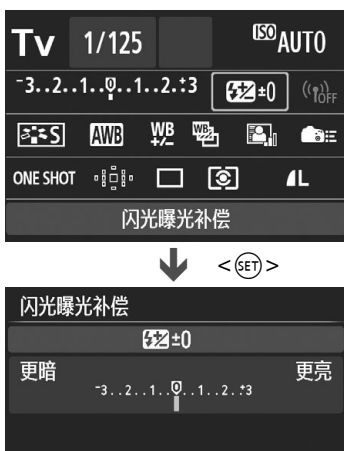 Tv 1/125 ISO AUTO
-3..2..1..0..1..2.:+3 ±0 OFF
S AWB WB +/- WB
ONE SHOT L
闪光曝光补偿
<SET>
闪光曝光补偿
±0
更暗 更亮
-3..2..1..0..1..2.:+3